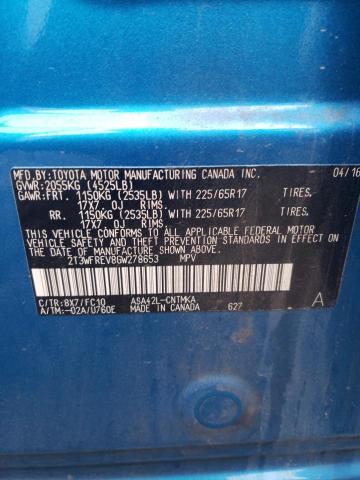 MFD.BY:TOYOTA MOTOR MANUFACTURING CANADA INC. 04/16
GVWR:2055KG (4525LB)
GAWR:FRT. 1150KG (2535LB) WITH 225/65R17 TIRES,
17X7.0J RIMS.
RR. 1150KG (2535LB) WITH 225/65R17 TIRES,
17X7.0J RIMS.
THIS VEHICLE CONFORMS TO ALL APPLICABLE FEDERAL MOTOR
VEHICLE SAFETY, BUMPER, AND THEFT PREVENTION STANDARDS
IN EFFECT ON THE DATE OF MANUFACTURE SHOWN ABOVE.
2T3WFREV8GW278653 MPV
C/TR:8X7/FC10 ASA42L-CNTMKA A
A/TM:-02A/U760E MADE IN CANADA 627